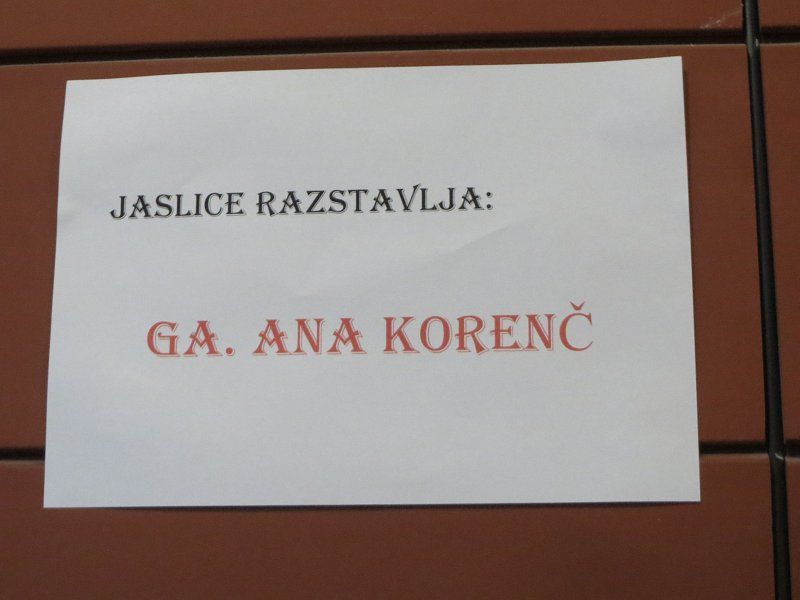 JASLICE RAZSTAVLJA:
GA. ANA KORENČ